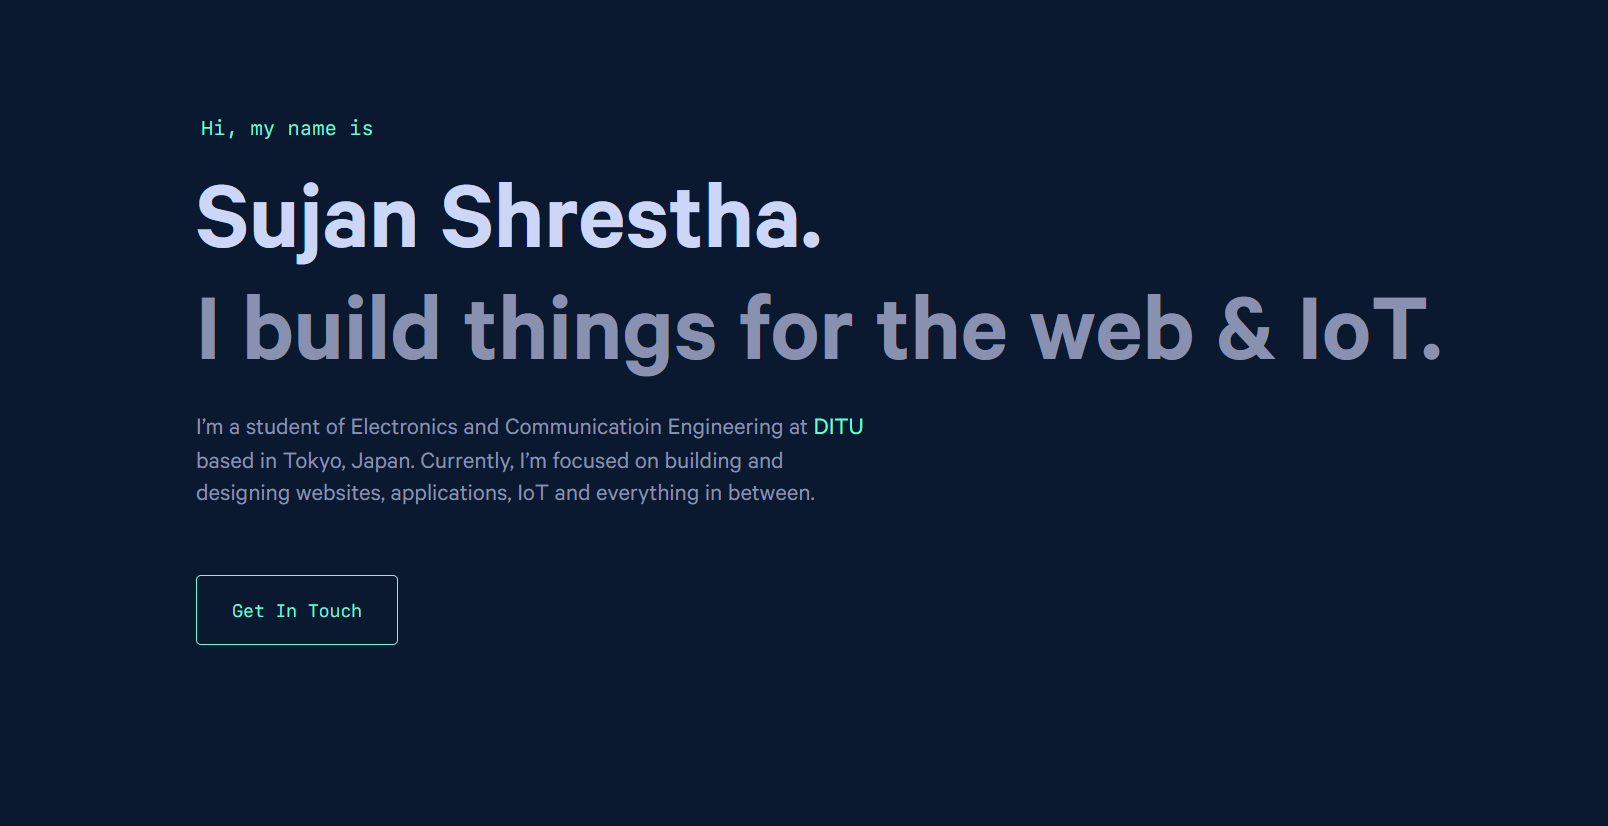 Hi, my name is
Sujan Shrestha.
I build things for the web & IoT.
I’m a student of Electronics and Communicatioin Engineering at DITU
based in Tokyo, Japan. Currently, I’m focused on building and
designing websites, applications, IoT and everything in between.
Get In Touch